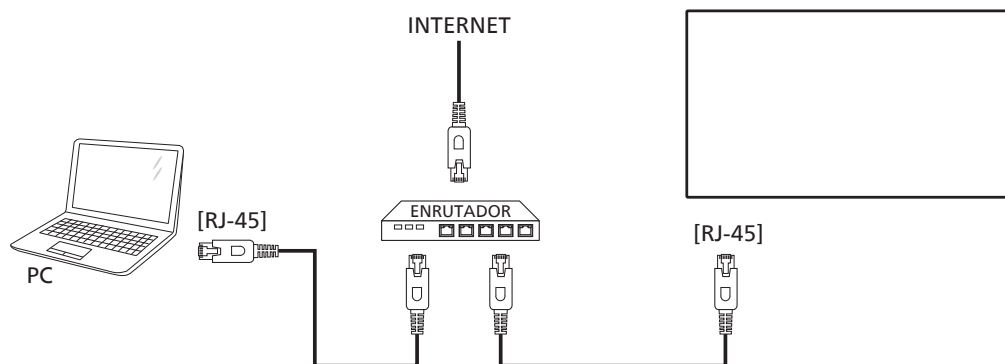 INTERNET
ENRUTADOR
[RJ-45]
[RJ-45]
PC